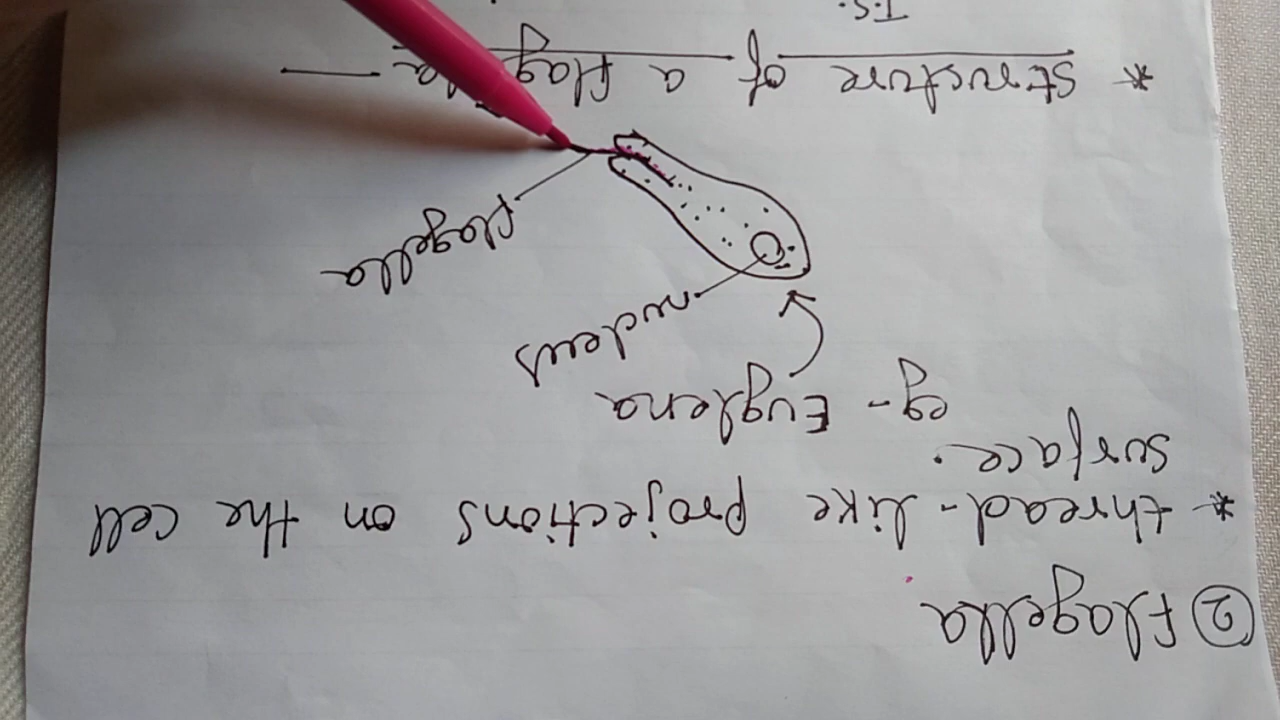 ② Flagella
* thread-like projections on the cell
surface.
eg- Euglena
nucleus
flagella
* structure of a
T.S.